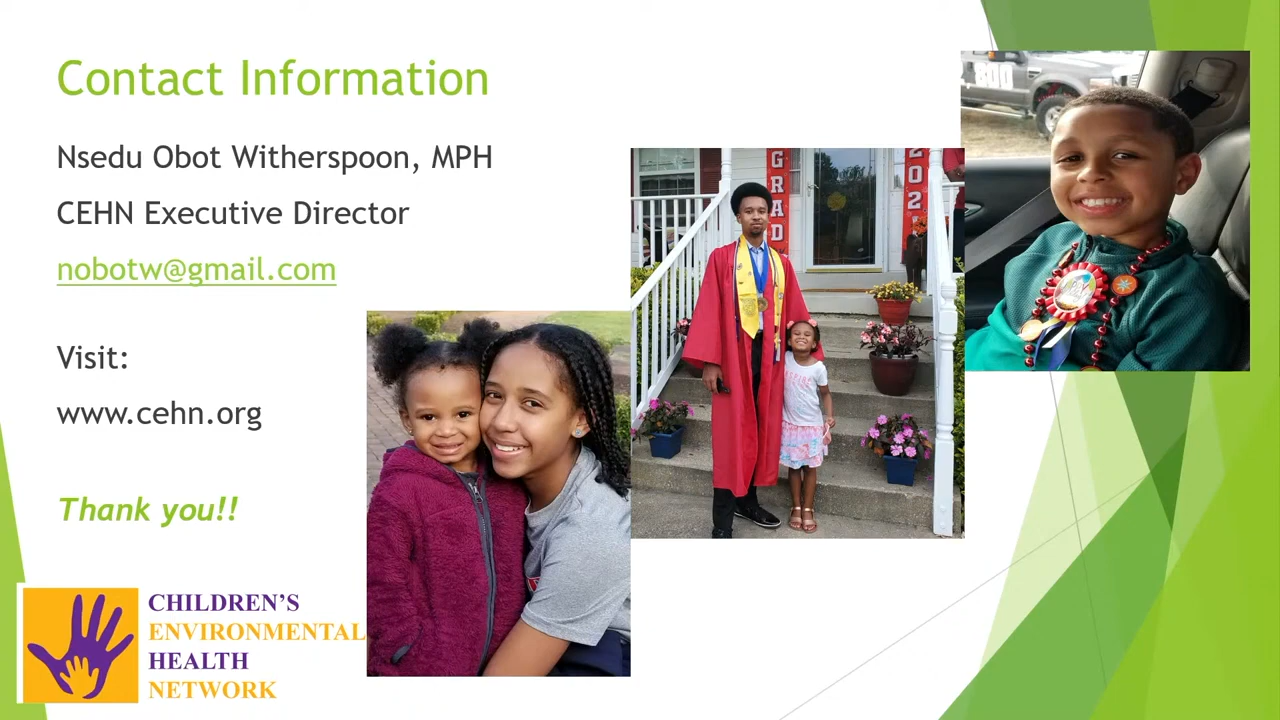 Contact Information
Nsedu Obot Witherspoon, MPH
CEHN Executive Director
nobotw@gmail.com
Visit:
www.cehn.org
Thank you!!
CHILDREN'S
ENVIRONMENTAL
HEALTH
NETWORK
GRAD
202